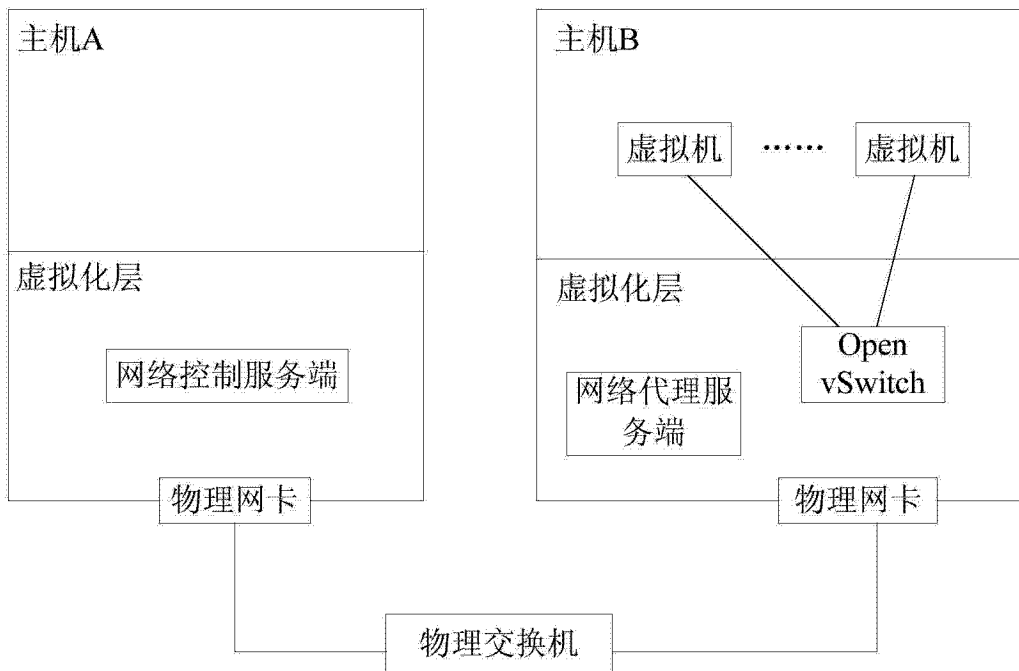 主机A
主机B
虚拟机
……
虚拟机
虚拟化层
虚拟化层
Open
vSwitch
网络控制服务端
网络代理服
务端
物理网卡
物理网卡
物理交换机